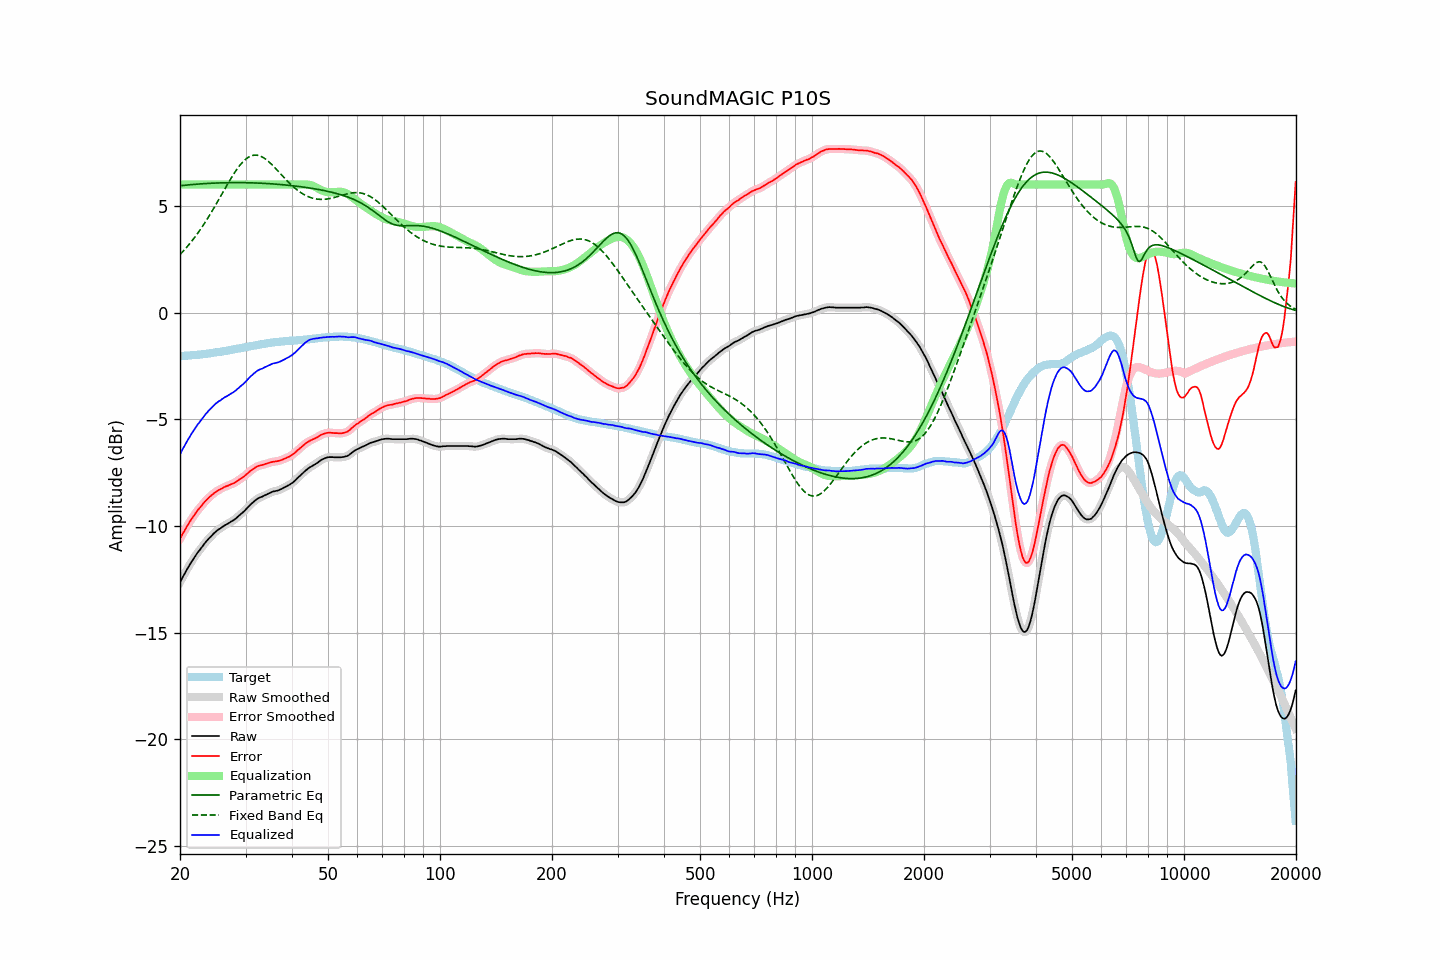 SoundMAGIC P10S
Amplitude (dBr)
5
0
−5
−10
−15
−20
−25
Target
Raw Smoothed
Error Smoothed
Raw
Error
Equalization
Parametric Eq
Fixed Band Eq
Equalized
20 50 100 200 500 1000 2000 5000 10000 20000
Frequency (Hz)